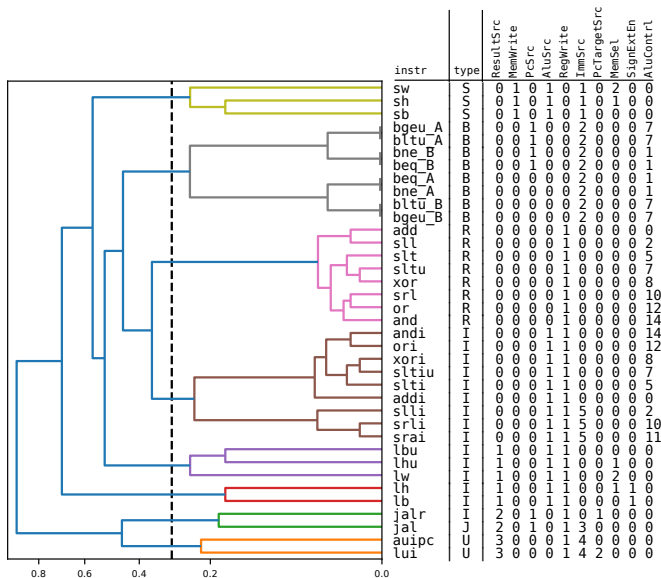 instr type ResultSrc MemWrite PcSrc AluSrc RegWrite ImmSrc PcTargetSrc MemSel SignExtEn AluContrl
sw S 0 1 0 1 0 1 0 2 0 0
sh S 0 1 0 1 0 1 0 1 0 0
sb S 0 1 0 1 0 1 0 0 0 0
bgeu_A B 0 0 1 0 0 2 0 0 0 7
bltu_A B 0 0 1 0 0 2 0 0 0 7
bne_B B 0 0 1 0 0 2 0 0 0 1
beq_B B 0 0 1 0 0 2 0 0 0 1
beq_A B 0 0 0 0 0 2 0 0 0 1
bne_A B 0 0 0 0 0 2 0 0 0 1
bltu_B B 0 0 0 0 0 2 0 0 0 7
bgeu_B B 0 0 0 0 0 2 0 0 0 7
add R 0 0 0 0 1 0 0 0 0 0
sll R 0 0 0 0 1 0 0 0 0 2
slt R 0 0 0 0 1 0 0 0 0 5
sltu R 0 0 0 0 1 0 0 0 0 7
xor R 0 0 0 0 1 0 0 0 0 8
srl R 0 0 0 0 1 0 0 0 0 10
or R 0 0 0 0 1 0 0 0 0 12
and R 0 0 0 0 1 0 0 0 0 14
andi I 0 0 0 1 1 0 0 0 0 14
ori I 0 0 0 1 1 0 0 0 0 12
xori I 0 0 0 1 1 0 0 0 0 8
sltiu I 0 0 0 1 1 0 0 0 0 7
slti I 0 0 0 1 1 0 0 0 0 5
addi I 0 0 0 1 1 0 0 0 0 0
slli I 0 0 0 1 1 5 0 0 0 2
srli I 0 0 0 1 1 5 0 0 0 10
srai I 0 0 0 1 1 5 0 0 0 11
lbu I 1 0 0 1 1 0 0 0 0 0
lhu I 1 0 0 1 1 0 0 1 0 0
lw I 1 0 0 1 1 0 0 2 0 0
lh I 1 0 0 1 1 0 0 1 1 0
lb I 1 0 0 1 1 0 0 0 1 0
jalr I 2 0 1 0 1 0 1 0 0 0
jal J 2 0 1 0 1 3 0 0 0 0
auipc U 3 0 0 0 1 4 0 0 0 0
lui U 3 0 0 0 1 4 2 0 0 0
0.8 0.4 0.2 0.0